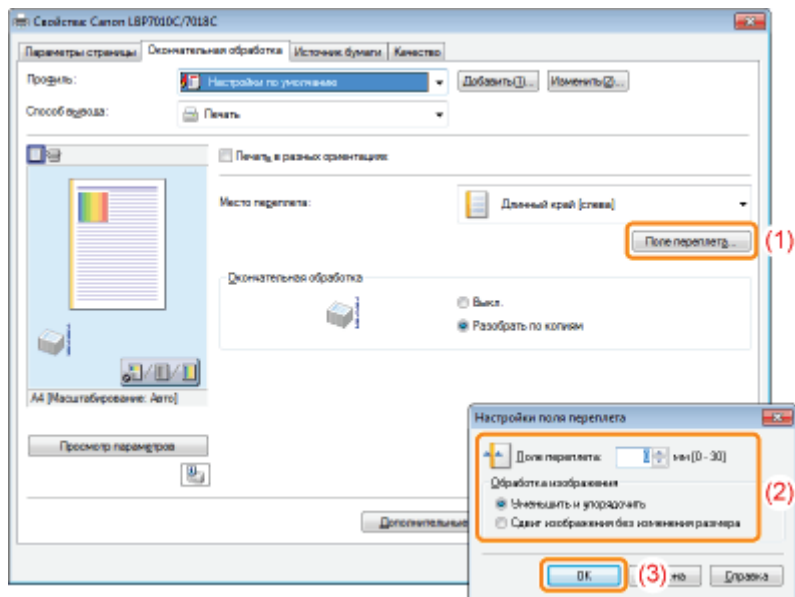 Свойства: Canon LBP7010C/7018C
Параметры страницы Окончательная обработка Источник бумаги Качество
Профиль: Настройки по умолчанию Добавить(1)... Изменить(2)...
Способ вывода: Печать
Печать в разных ориентациях
Место переплета: Длинный край [слева]
Поле переплета... (1)
Окончательная обработка
Выкл.
Разобрать по копиям
A4 [Масштабирование: Авто]
Просмотр параметров
Дополнительные
Настройки поля переплета
Поле переплета: мм [0 - 30]
Обработка изображения
(2)
Уменьшить и упорядочить
Сдвиг изображения без изменения размера
OK (3) на Справка